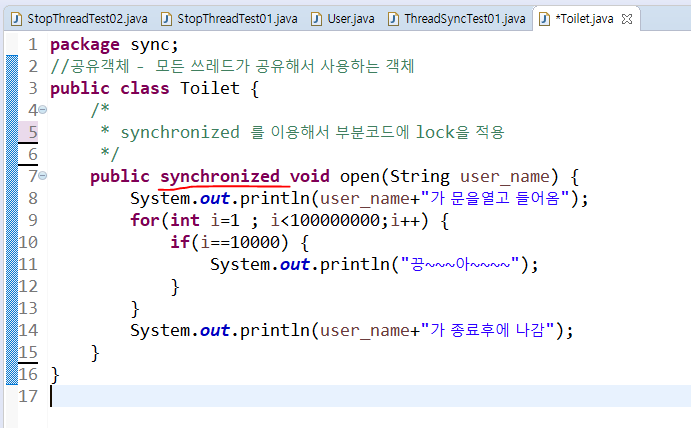 StopThreadTest02.java StopThreadTest01.java User.java ThreadSyncTest01.java *Toilet.java
1 package sync;
2 //공유객체 - 모든 쓰레드가 공유해서 사용하는 객체
3 public class Toilet {
4 /*
5 * synchronized 를 이용해서 부분코드에 lock을 적용
6 */
7 public synchronized void open(String user_name) {
8 System.out.println(user_name+"가 문을열고 들어옴");
9 for(int i=1 ; i<100000000;i++) {
10 if(i==10000) {
11 System.out.println("끙~~~아~~~~");
12 }
13 }
14 System.out.println(user_name+"가 종료후에 나감");
15 }
16 }
17